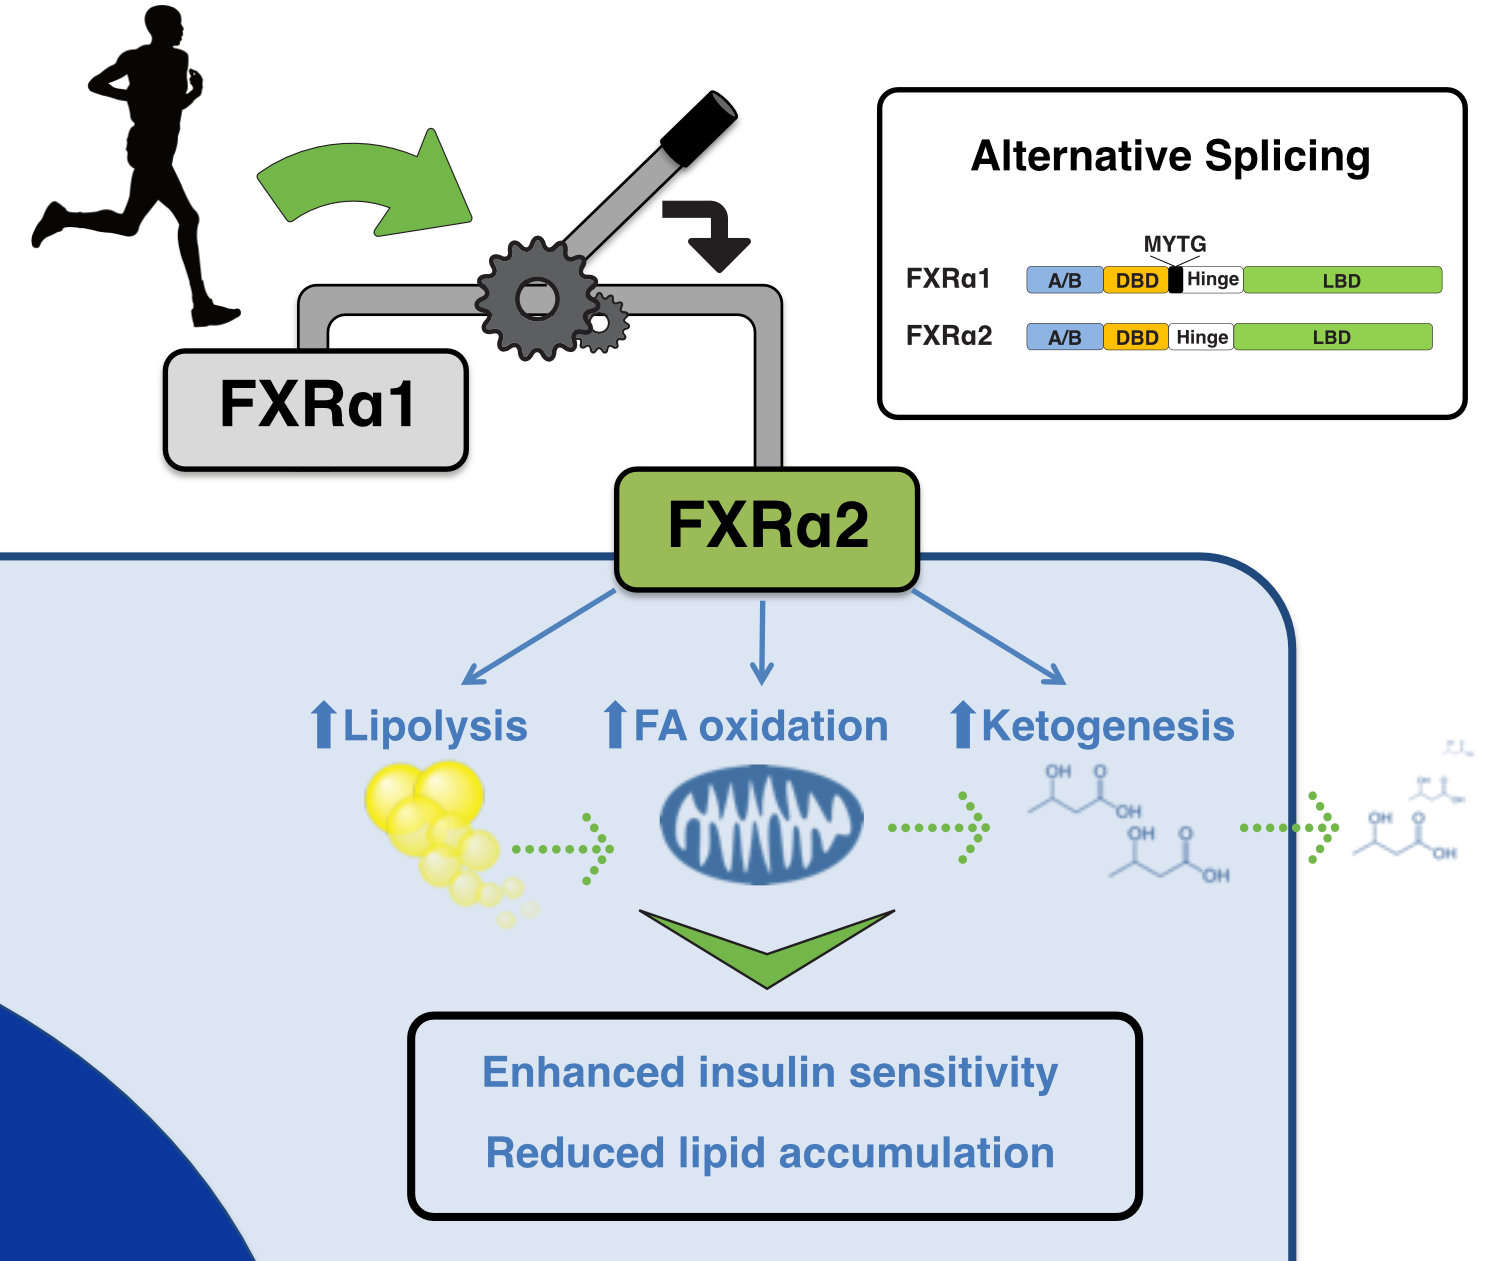 Alternative Splicing
MYTG
FXRα1 A/B DBD Hinge LBD
FXRα2 A/B DBD Hinge LBD
FXRα1
FXRα2
Lipolysis FA oxidation Ketogenesis
OH O OH
OH O OH
OH O OH
Enhanced insulin sensitivity
Reduced lipid accumulation